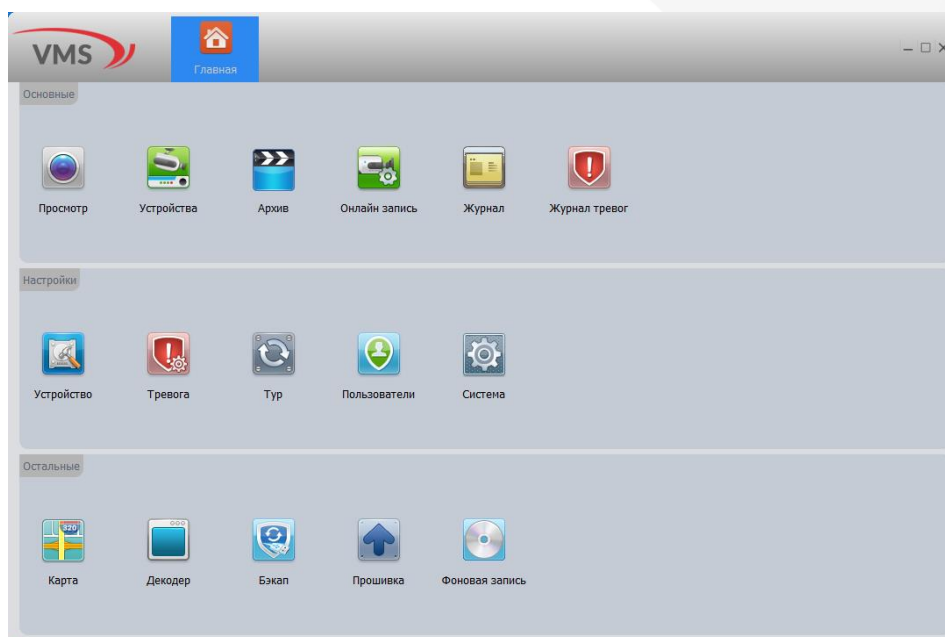 VMS
Главная
Основные
Просмотр Устройства Архив Онлайн запись Журнал Журнал тревог
Настройки
Устройство Тревога Тур Пользователи Система
Остальные
320
Карта Декодер Бэкап Прошивка Фоновая запись